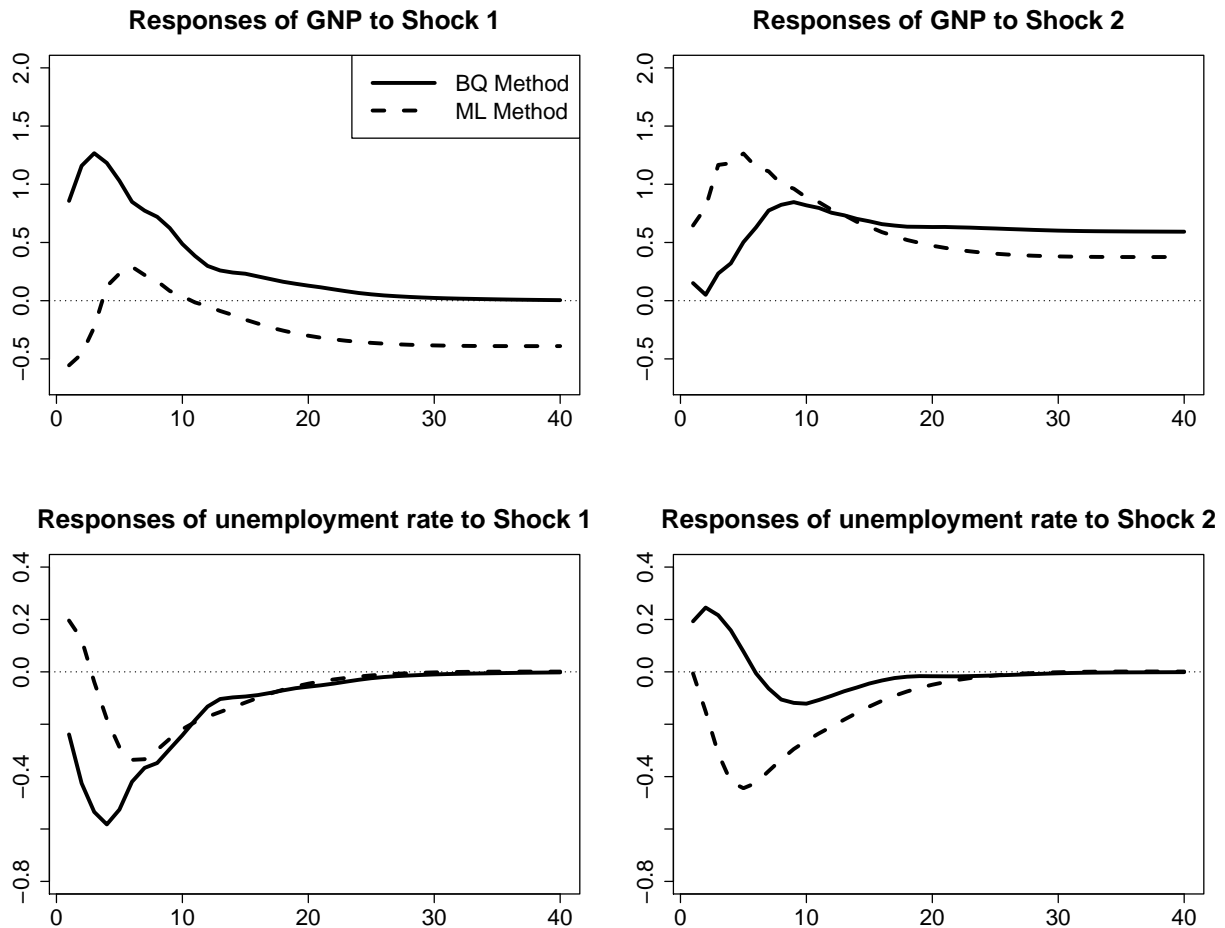 Responses of GNP to Shock 1
2.0
1.5
1.0
0.5
0.0
−0.5
0 10 20 30 40
BQ Method
ML Method
Responses of GNP to Shock 2
2.0
1.5
1.0
0.5
0.0
−0.5
0 10 20 30 40
Responses of unemployment rate to Shock 1
0.4
0.2
0.0
−0.4
−0.8
0 10 20 30 40
Responses of unemployment rate to Shock 2
0.4
0.2
0.0
−0.4
−0.8
0 10 20 30 40